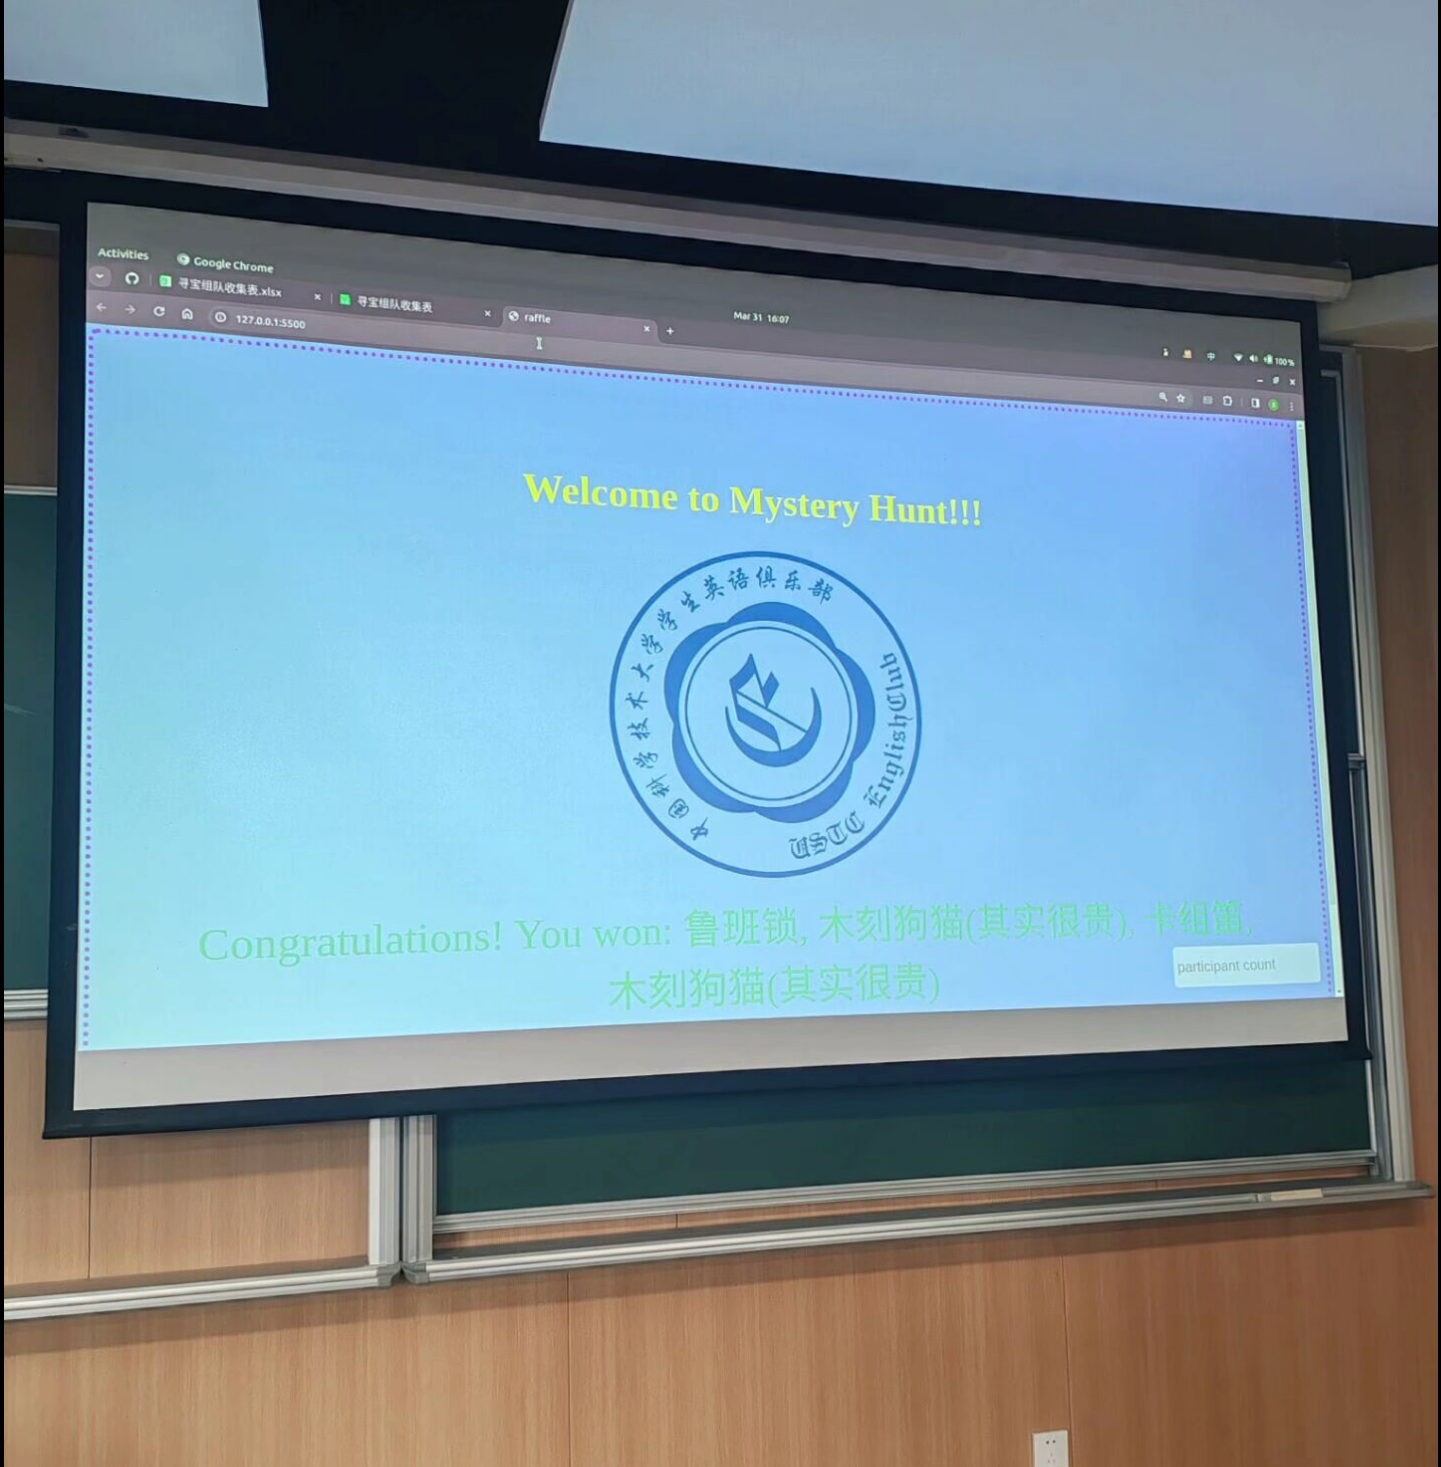 Activities
Google Chrome
Mar 31 16:07
100%
寻宝组队收集表.xlsx
寻宝组队收集表
raffle
127.0.0.1:5500
Welcome to Mystery Hunt!!!
中国科学技术大学学生英语俱乐部
USTC EnglishClub
Congratulations! You won: 鲁班锁, 木刻狗猫(其实很贵), 卡组笛,
木刻狗猫(其实很贵)
participant count